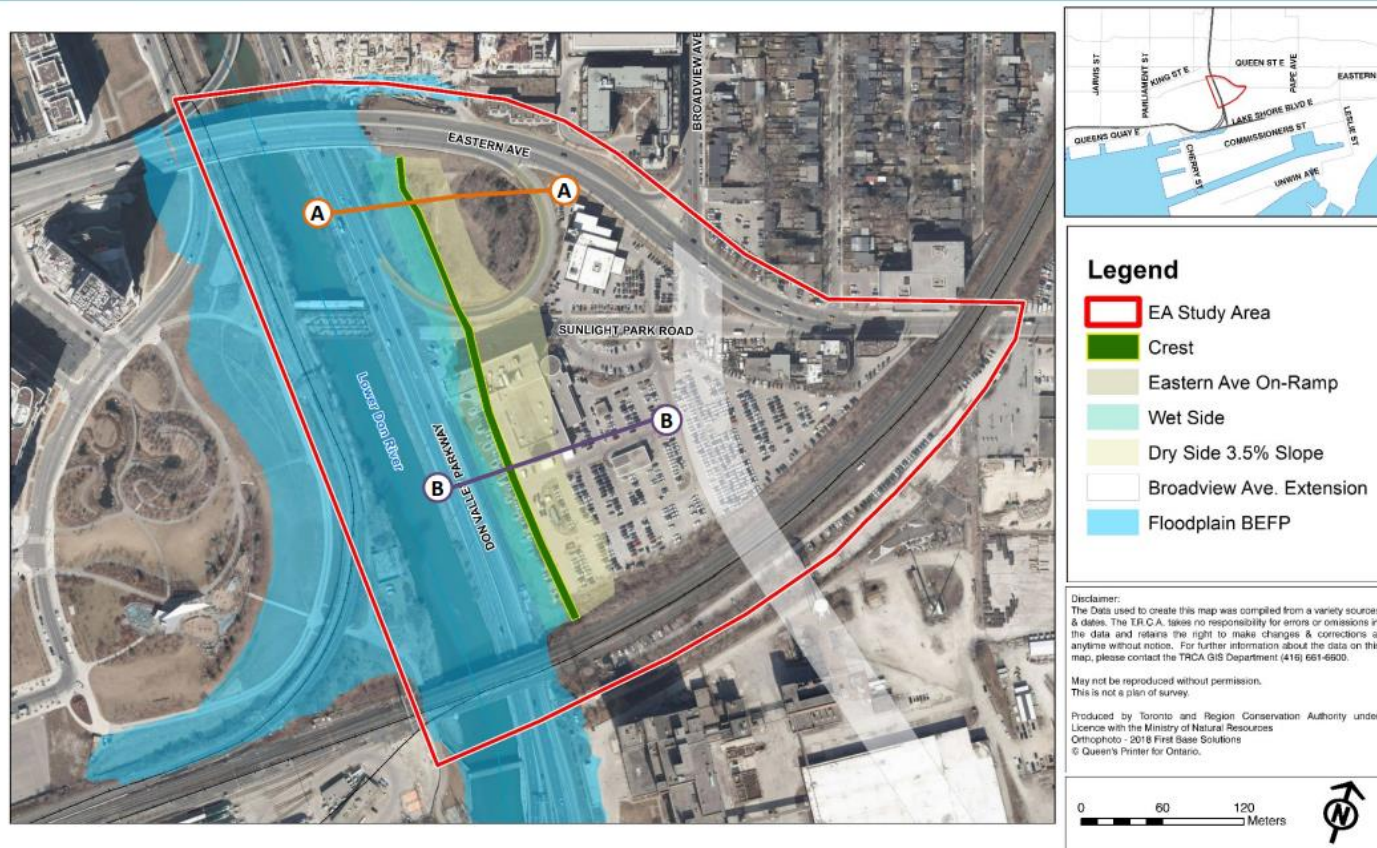 EASTERN AVE
BROADVIEW AVE
A
A
SUNLIGHT PARK ROAD
Lower Don River
DON VALLEY PARKWAY
B
B
JARVIS ST
PARLIAMENT ST
KING ST E
QUEEN ST E
PAPE AVE
EASTERN
LAKE SHORE BLVD E
LESLIE ST
QUEENS QUAY E
COMMISSIONERS ST
CHERRY ST
UNWIN AVE
Legend
EA Study Area
Crest
Eastern Ave On-Ramp
Wet Side
Dry Side 3.5% Slope
Broadview Ave. Extension
Floodplain BEFP
Disclaimer:
The Data used to create this map was compiled from a variety sources
& dates. The T.R.C.A. takes no responsibility for errors or omissions in
the data and retains the right to make changes & corrections a
anytime without notice. For further information about the data on this
map, please contact the TRCA GIS Department (416) 661-6600.
May not be reproduced without permission.
This is not a plan of survey.
Produced by Toronto and Region Conservation Authority under
Licence with the Ministry of Natural Resources
Orthophoto - 2018 First Base Solutions
© Queen's Printer for Ontario.
0 60 120
Meters
N